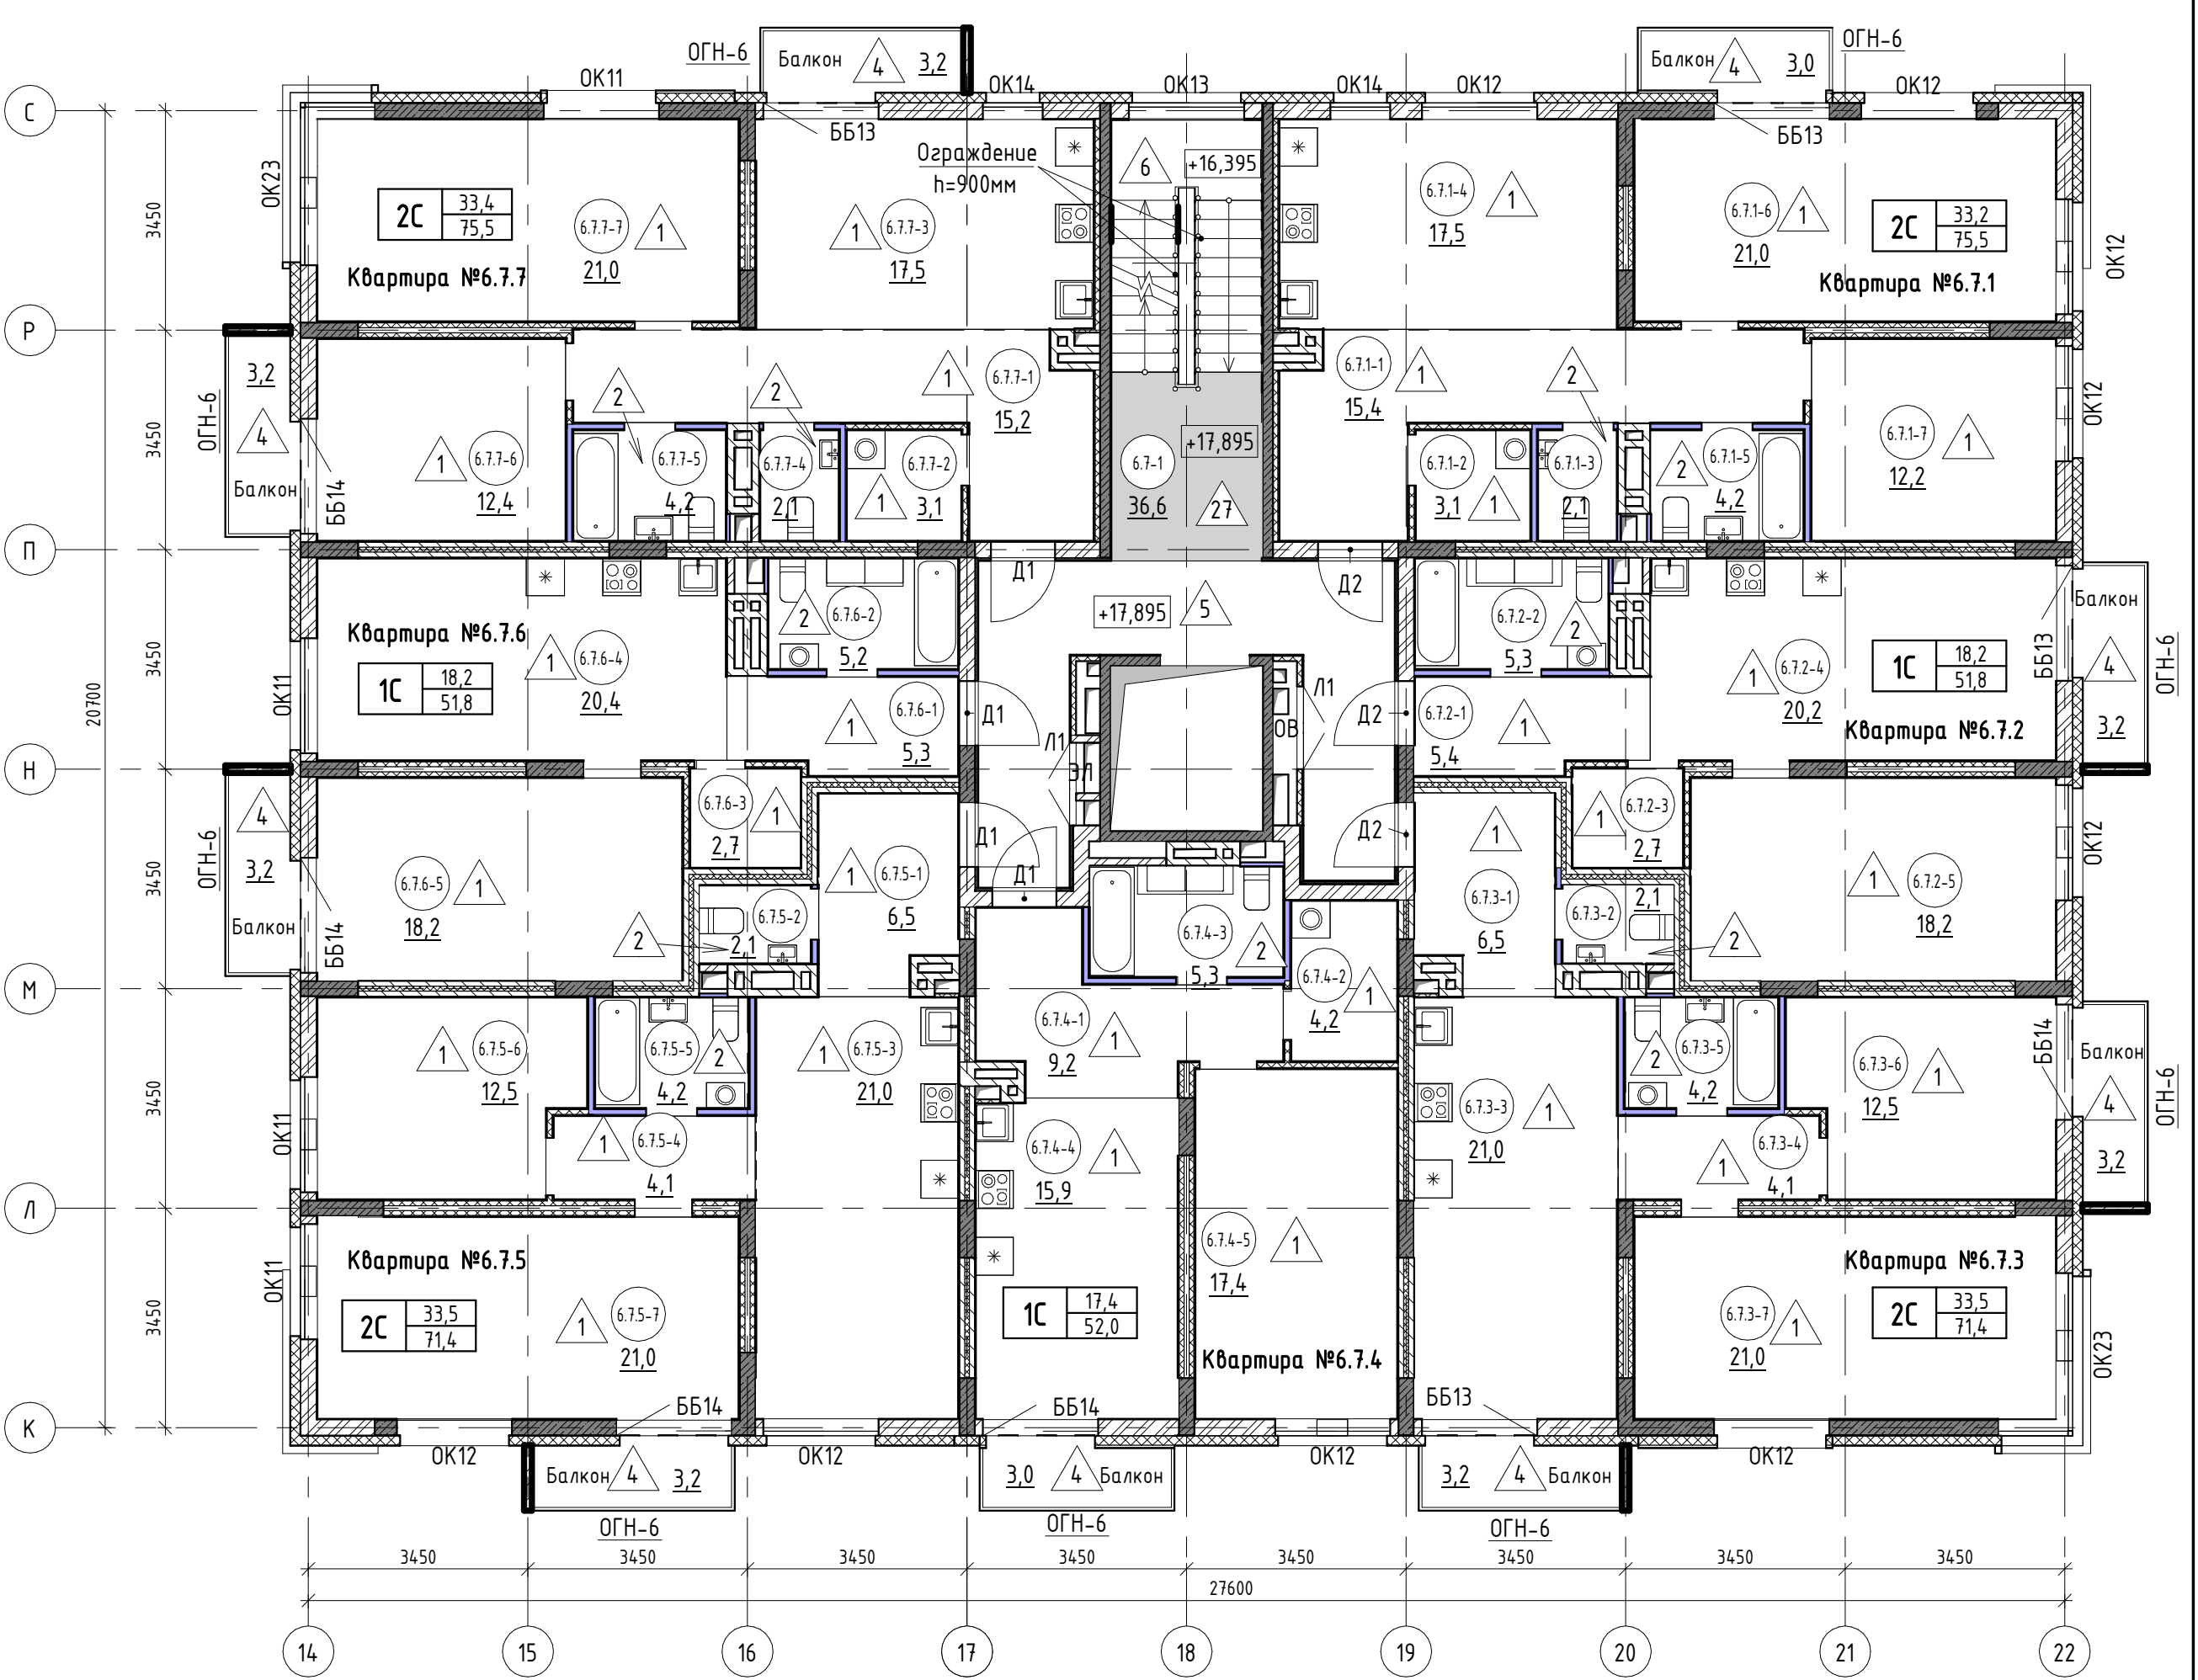 ОГН-6
Балкон
4
3,2
Балкон
4
3,0
ОГН-6
С
ОК11
ОК14
ОК13
ОК14
ОК12
ОК12
ББ13
ББ13
ОК23
Ограждение
h=900мм
6
+16,395
2С
33,4
75,5
6.7.7-7
1
21,0
Квартира №6.7.7
1
6.7.7-3
17,5
6.7.1-4
1
17,5
6.7.1-6
1
21,0
2С
33,2
75,5
Квартира №6.7.1
ОК12
3450
Р
3,2
4
ОГН-6
Балкон
ББ14
2
2
1
6.7.7-1
15,2
6.7.1-1
1
15,4
2
ОК12
3450
1
6.7.7-6
12,4
6.7.7-5
4,2
6.7.7-4
2,1
6.7.7-2
1
3,1
6.7-1
36,6
+17,895
27
6.7.1-2
1
3,1
6.7.1-3
2,1
2
6.7.1-5
4,2
6.7.1-7
1
12,2
П
Д1
Д2
+17,895
5
Квартира №6.7.6
1С
18,2
51,8
1
6.7.6-4
20,4
2
6.7.6-2
5,2
6.7.2-2
2
5,3
1
6.7.2-4
20,2
1С
18,2
51,8
Квартира №6.7.2
ББ13
Балкон
4
3,2
ОГН-6
3450
20700
ОК11
1
6.7.6-1
5,3
Д1
Л1
ЭЛ
Л1
ОВ
Д2
6.7.2-1
1
5,4
Н
4
3,2
Балкон
ОГН-6
ББ14
6.7.6-3
1
2,7
Д1
Д1
Д2
1
6.7.2-3
2,7
ОК12
3450
6.7.6-5
1
18,2
1
6.7.5-1
6,5
6.7.5-2
2,1
2
6.7.4-3
2
5,3
6.7.4-2
1
4,2
1
6.7.3-1
6,5
6.7.3-2
2,1
2
1
6.7.2-5
18,2
М
1
6.7.5-6
12,5
6.7.5-5
2
4,2
1
6.7.5-3
21,0
6.7.4-1
1
9,2
6.7.3-3
1
21,0
2
6.7.3-5
4,2
6.7.3-6
1
12,5
ББ14
Балкон
4
3,2
ОГН-6
3450
ОК11
1
6.7.5-4
4,1
6.7.4-4
1
15,9
6.7.3-4
1
4,1
Л
Квартира №6.7.5
2С
33,5
71,4
1
6.7.5-7
21,0
ОК11
3450
1С
17,4
52,0
6.7.4-5
1
17,4
Квартира №6.7.4
6.7.3-7
1
21,0
Квартира №6.7.3
2С
33,5
71,4
ОК23
К
ББ14
ББ14
ББ13
ОК12
ОК12
ОК12
ОК12
Балкон
4
3,2
3,0
4
Балкон
3,2
4
Балкон
ОГН-6
ОГН-6
ОГН-6
3450
3450
3450
3450
3450
3450
3450
3450
27600
14
15
16
17
18
19
20
21
22